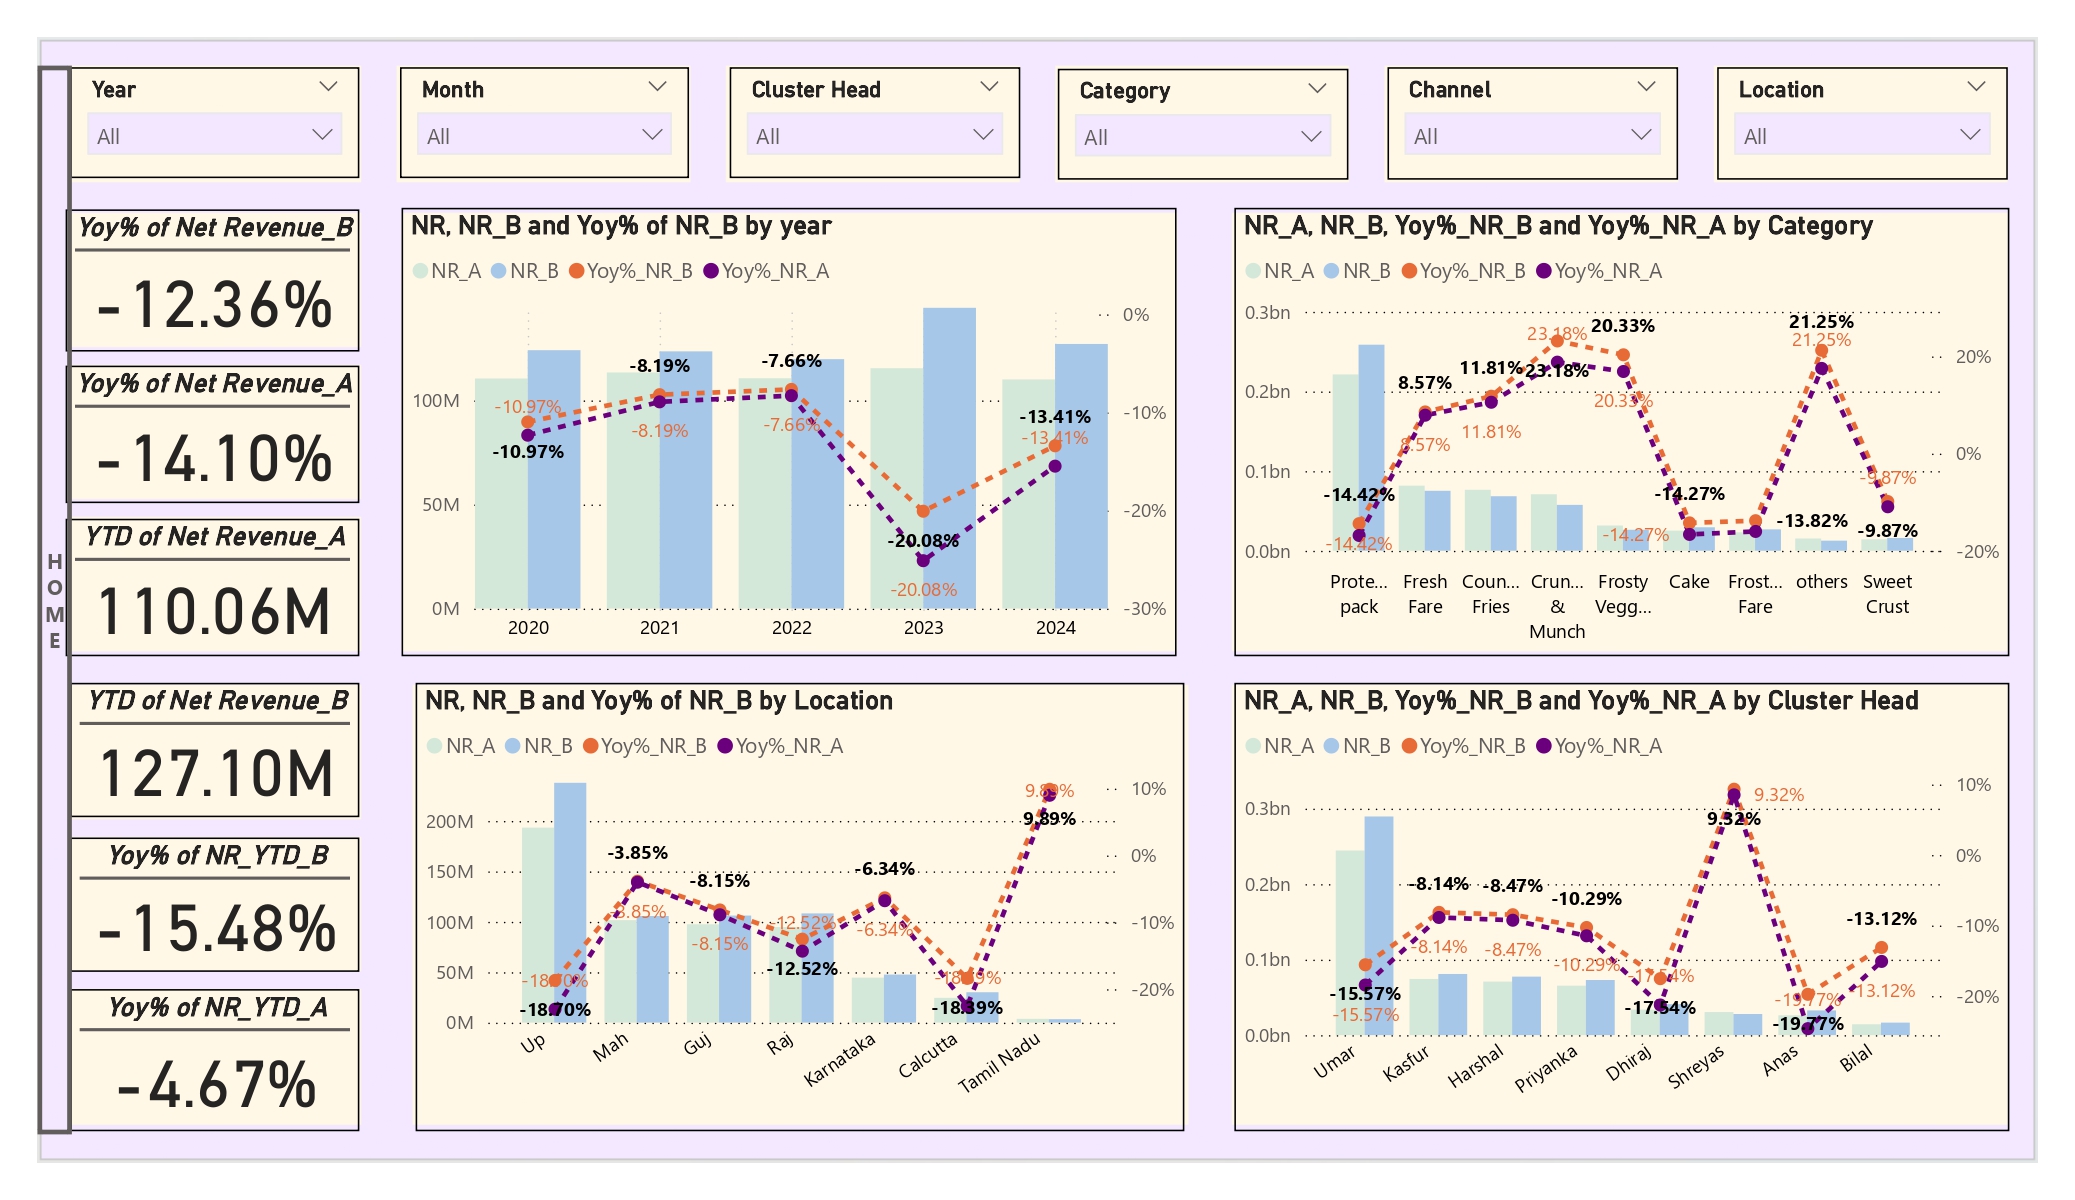 Year
All
Month
All
Cluster Head
All
Category
All
Channel
All
Location
All
HOME
Yoy% of Net Revenue_B
-12.36%
Yoy% of Net Revenue_A
-14.10%
YTD of Net Revenue_A
110.06M
YTD of Net Revenue_B
127.10M
Yoy% of NR_YTD_B
-15.48%
Yoy% of NR_YTD_A
-4.67%
NR, NR_B and Yoy% of NR_B by year
NR_A NR_B Yoy%_NR_B Yoy%_NR_A
100M
50M
0M
0%
-10%
-20%
-30%
-10.97%
-10.97%
-8.19%
-8.19%
-7.66%
-7.66%
-20.08%
-20.08%
-13.41%
-13.41%
2020 2021 2022 2023 2024
NR_A, NR_B, Yoy%_NR_B and Yoy%_NR_A by Category
NR_A NR_B Yoy%_NR_B Yoy%_NR_A
0.3bn
0.2bn
0.1bn
0.0bn
20%
0%
-20%
-14.42%
-14.42%
8.57%
8.57%
11.81%
11.81%
23.18%
23.18%
20.33%
20.33%
-14.27%
-14.27%
-13.82%
21.25%
21.25%
-9.87%
-9.87%
Prote... Fresh Coun... Crun... Frosty Cake Frost... others Sweet
pack Fare Fries & Vegg... Fare Crust
Munch
NR, NR_B and Yoy% of NR_B by Location
NR_A NR_B Yoy%_NR_B Yoy%_NR_A
200M
150M
100M
50M
0M
10%
0%
-10%
-20%
-18.70%
-18.70%
-3.85%
-3.85%
-8.15%
-8.15%
-12.52%
-12.52%
-6.34%
-6.34%
-18.39%
-18.39%
9.89%
9.89%
Up Mah Guj Raj Karnataka Calcutta Tamil Nadu
NR_A, NR_B, Yoy%_NR_B and Yoy%_NR_A by Cluster Head
NR_A NR_B Yoy%_NR_B Yoy%_NR_A
0.3bn
0.2bn
0.1bn
0.0bn
10%
0%
-10%
-20%
-15.57%
-15.57%
-8.14%
-8.14%
-8.47%
-8.47%
-10.29%
-10.29%
-17.54%
-17.54%
9.32%
9.32%
-19.77%
-19.77%
-13.12%
-13.12%
Umar Kasfur Harshal Priyanka Dhiraj Shreyas Anas Bilal